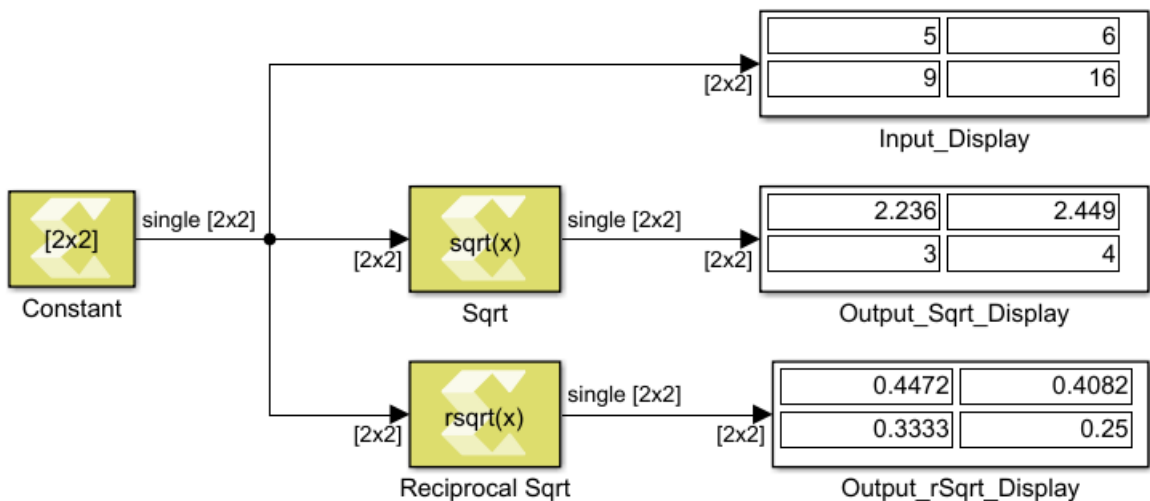 5 6
9 16
[2x2]
Input_Display
[2x2]
Constant
single [2x2]
[2x2]
sqrt(x)
Sqrt
single [2x2]
[2x2]
2.236 2.449
3 4
Output_Sqrt_Display
[2x2]
rsqrt(x)
Reciprocal Sqrt
single [2x2]
[2x2]
0.4472 0.4082
0.3333 0.25
Output_rSqrt_Display